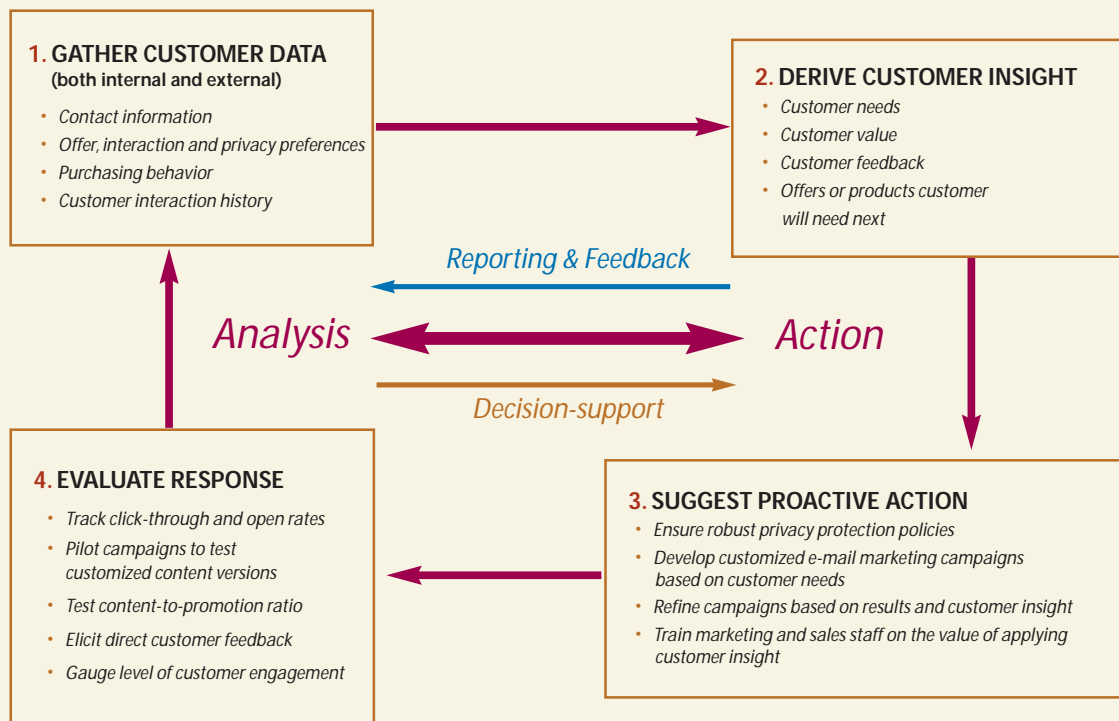 1. GATHER CUSTOMER DATA
(both internal and external)
• Contact information
• Offer, interaction and privacy preferences
• Purchasing behavior
• Customer interaction history
2. DERIVE CUSTOMER INSIGHT
• Customer needs
• Customer value
• Customer feedback
• Offers or products customer
will need next
Reporting & Feedback
Analysis
Action
Decision-support
4. EVALUATE RESPONSE
• Track click-through and open rates
• Pilot campaigns to test
customized content versions
• Test content-to-promotion ratio
• Elicit direct customer feedback
• Gauge level of customer engagement
3. SUGGEST PROACTIVE ACTION
• Ensure robust privacy protection policies
• Develop customized e-mail marketing campaigns
based on customer needs
• Refine campaigns based on results and customer insight
• Train marketing and sales staff on the value of applying
customer insight